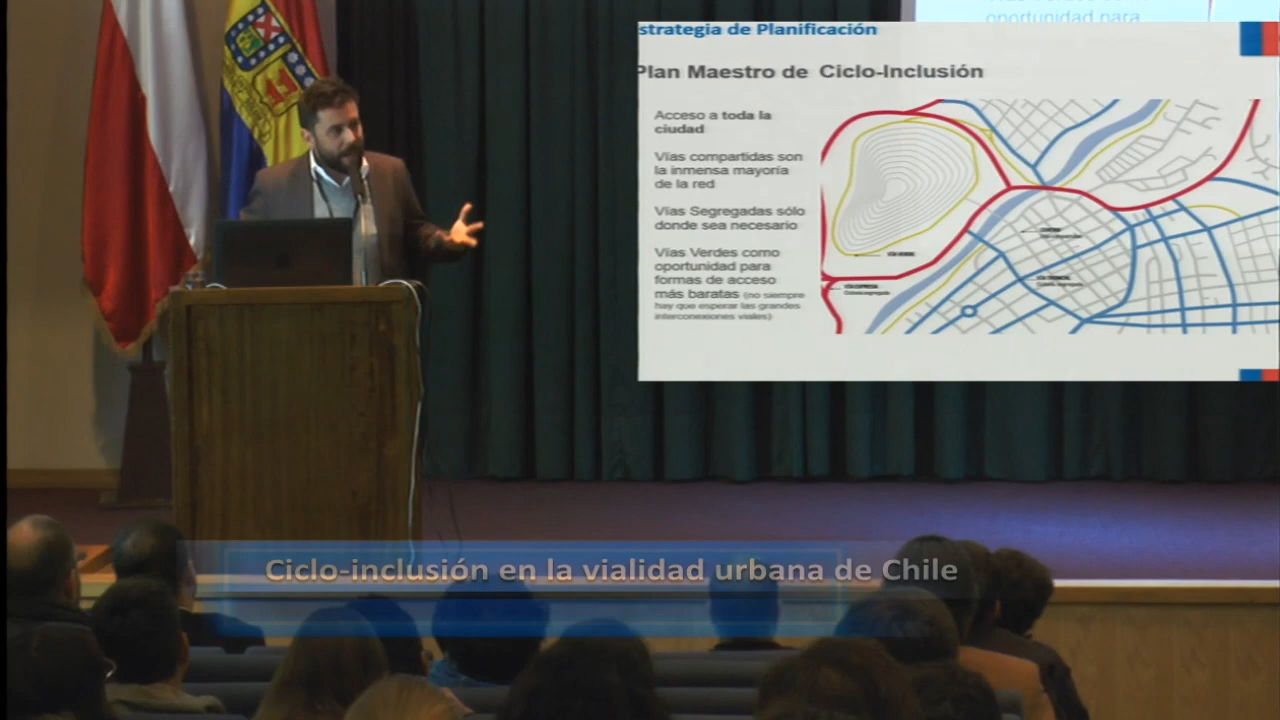 oportunidad para
strategia de Planificación
Plan Maestro de Ciclo-Inclusión
Acceso a toda la
ciudad
Vías compartidas son
la inmensa mayoría
de la red
Vías Segregadas sólo
donde sea necesario
Vías Verdes como
oportunidad para
formas de acceso
más baratas (no siempre
hay que esperar las grandes
interconexiones viales)
Ciclo-inclusión en la vialidad urbana de Chile